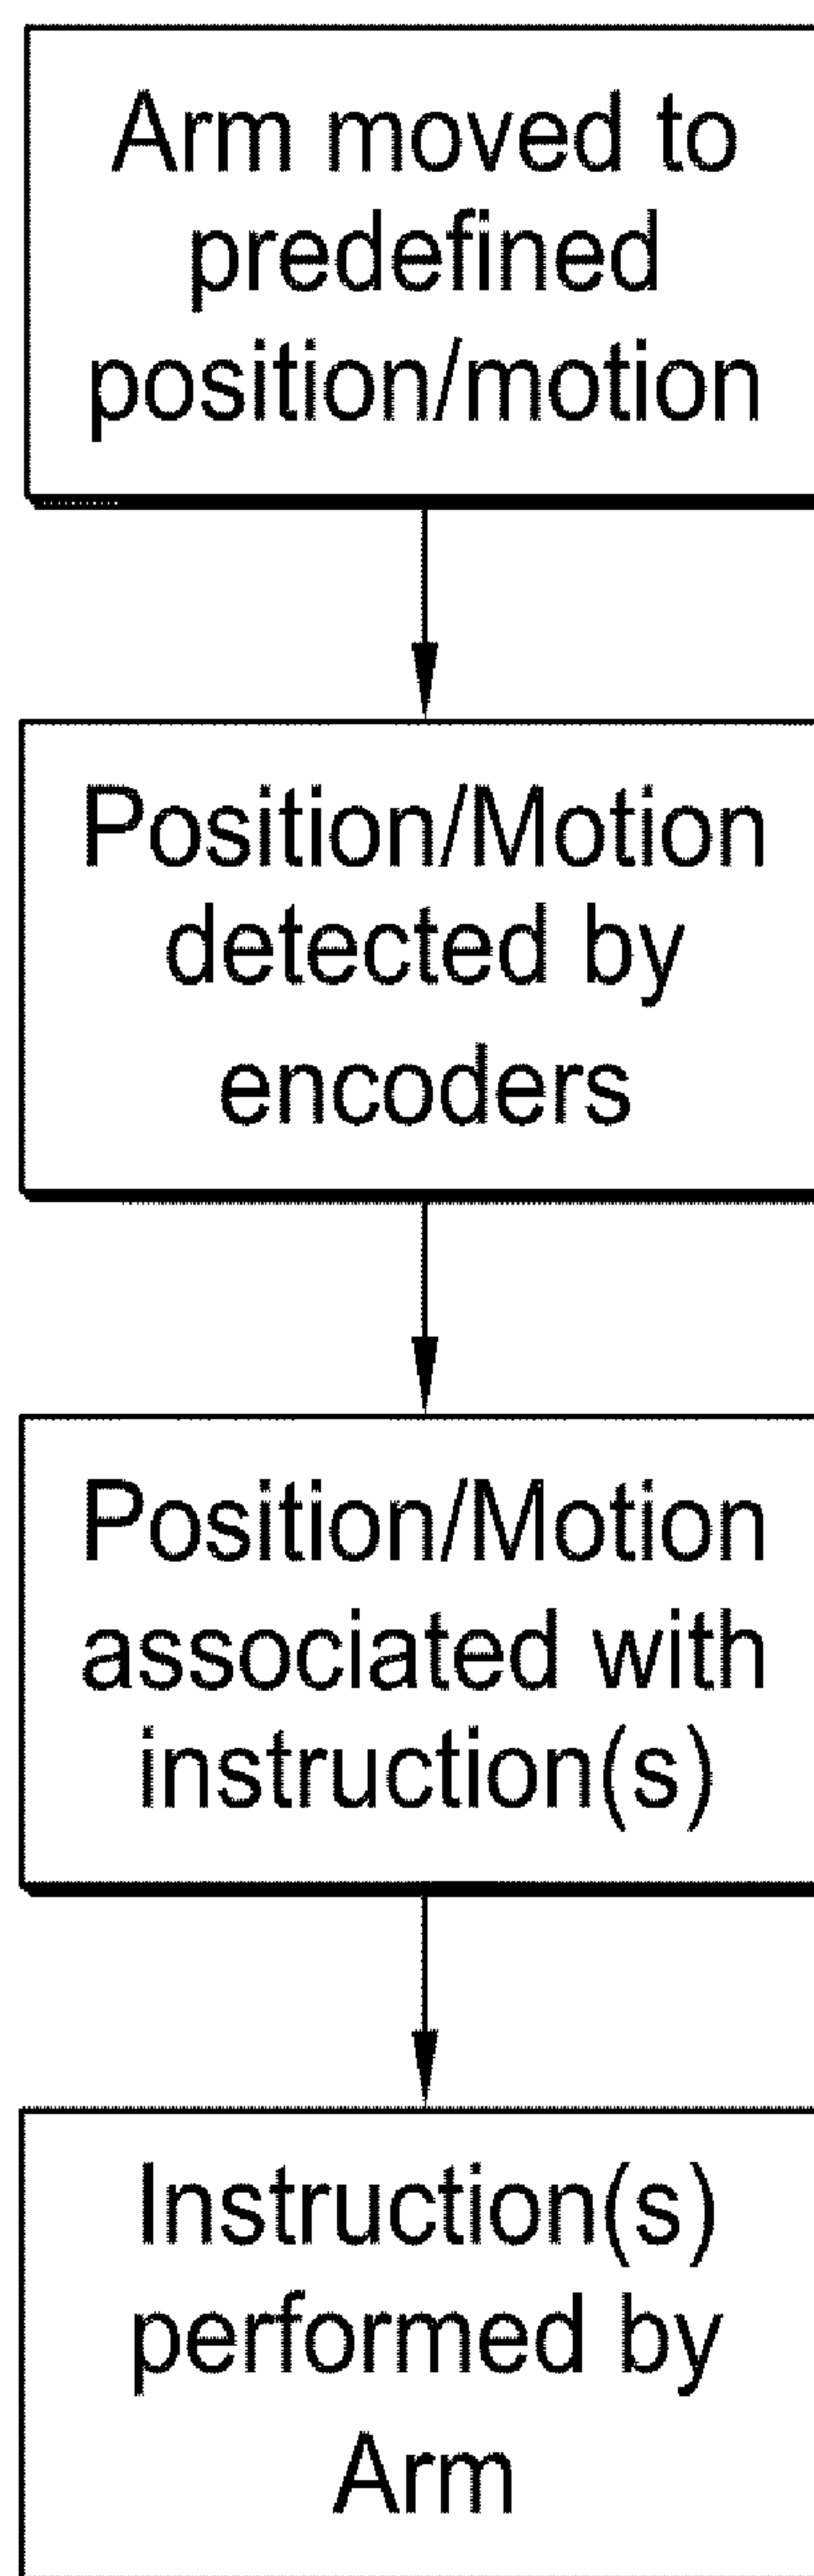 Arm moved to
predefined
position/motion
Position/Motion
detected by
encoders
Position/Motion
associated with
instruction(s)
Instruction(s)
performed by
Arm